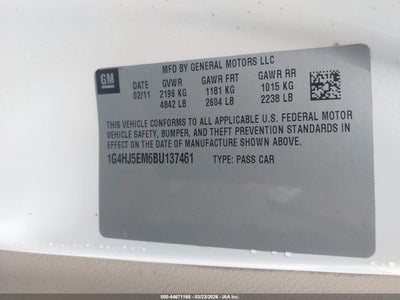 MFD BY GENERAL MOTORS LLC
GM
DATE GVWR GAWR FRT GAWR RR
02/11 2196 KG 1181 KG 1015 KG
4842 LB 2604 LB 2238 LB
THIS VEHICLE CONFORMS TO ALL APPLICABLE U.S. FEDERAL MOTOR
VEHICLE SAFETY, BUMPER, AND THEFT PREVENTION STANDARDS IN
EFFECT ON THE DATE OF MANUFACTURE SHOWN ABOVE.
1G4HJ5EM6BU137461 TYPE: PASS CAR
000-44671168 - 03/23/2026 - IAAI.COM